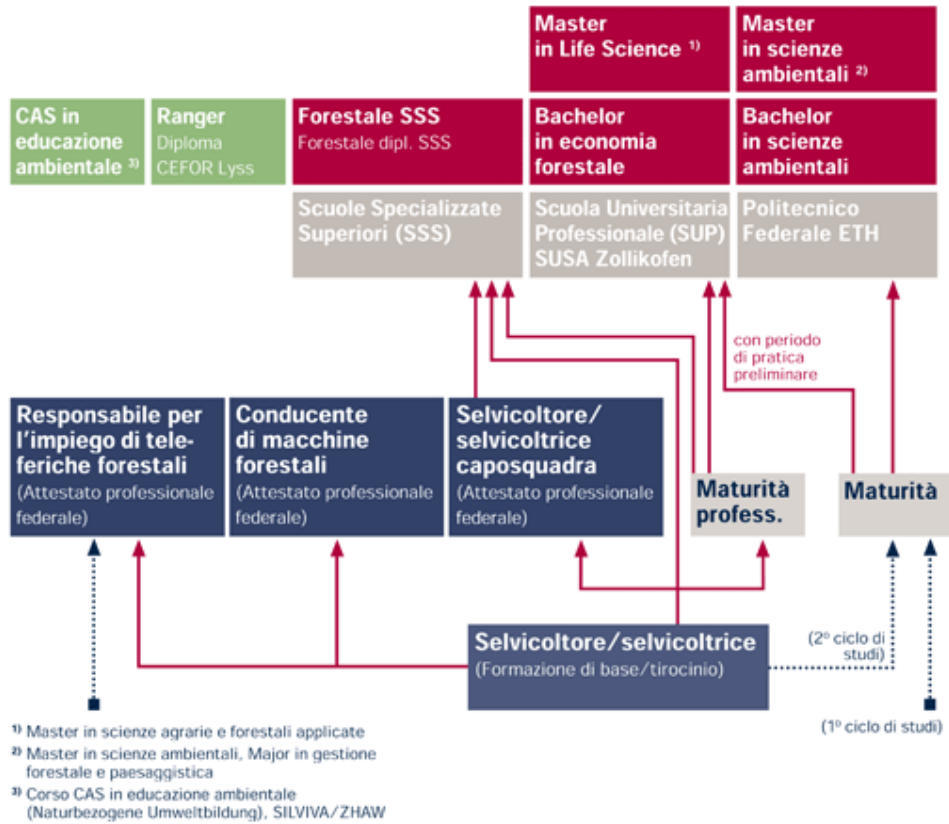 Master
in Life Science 1)
Master
in scienze
ambientali 2)
CAS in
educazione
ambientale 3)
Ranger
Diploma
CEFOR Lyss
Forestale SSS
Forestale dipl. SSS
Bachelor
in economia
forestale
Bachelor
in scienze
ambientali
Scuole Specializzate
Superiori (SSS)
Scuola Universitaria
Professionale (SUP)
SUSA Zollikofen
Politecnico
Federale ETH
con periodo
di pratica
preliminare
Responsabile per
l'impiego di tele-
feriche forestali
(Attestato professionale
federale)
Conducente
di macchine
forestali
(Attestato professionale
federale)
Selvicoltore/
selvicoltrice
caposquadra
(Attestato professionale
federale)
Maturità
profess.
Maturità
Selvicoltore/selvicoltrice
(Formazione di base/tirocinio)
(2° ciclo di
studi)
(1° ciclo di studi)
1) Master in scienze agrarie e forestali applicate
2) Master in scienze ambientali, Major in gestione
forestale e paesaggistica
3) Corso CAS in educazione ambientale
(Naturbezogene Umweltbildung), SILVIVA/ZHAW